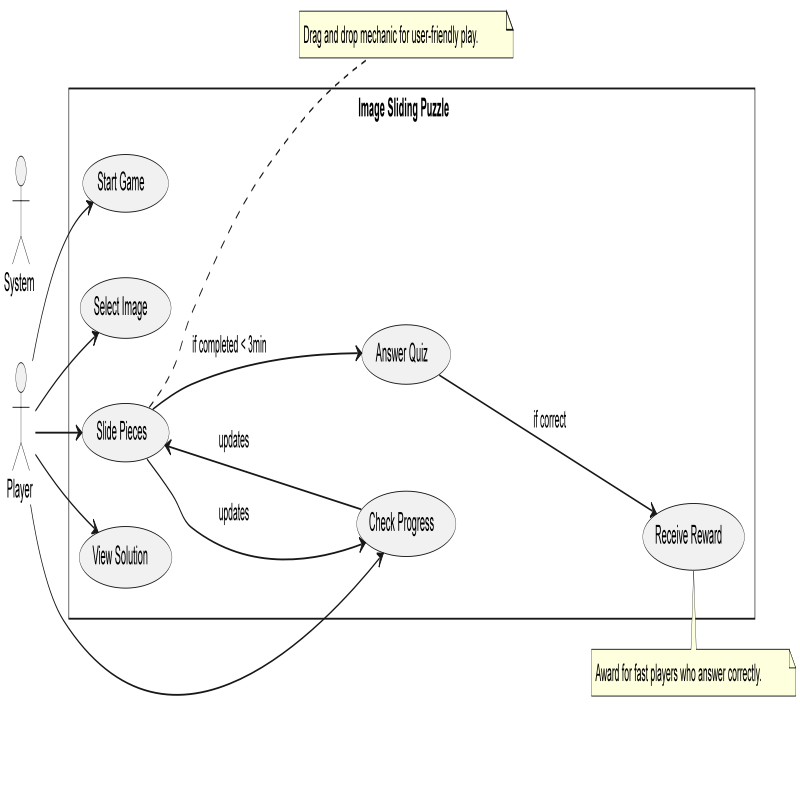 Drag and drop mechanic for user-friendly play.
Image Sliding Puzzle
Start Game
System
Select Image
if completed < 3min
Answer Quiz
Slide Pieces
if correct
updates
Player
updates
Check Progress
Receive Reward
View Solution
Award for fast players who answer correctly.